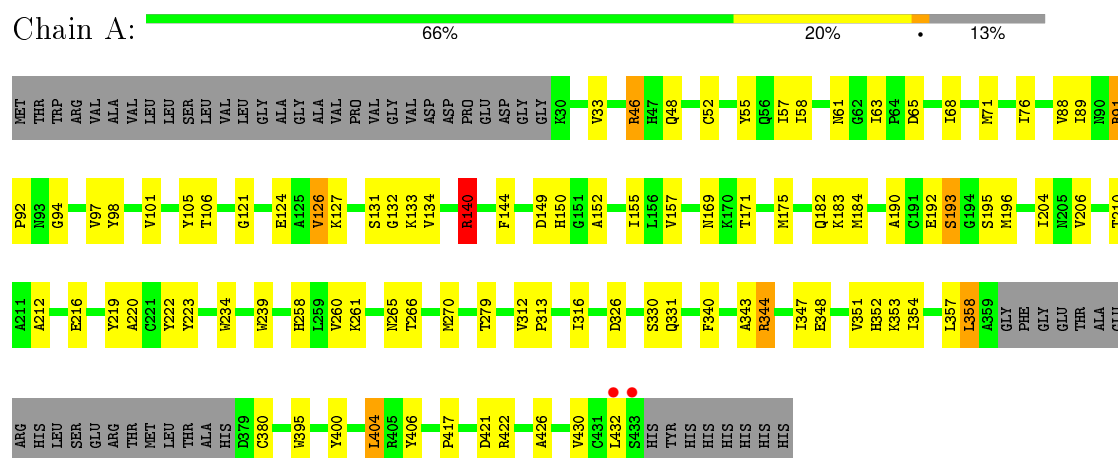 Chain A:
66% 20% • 13%
MET THR TRP ARG VAL ALA VAL LEU LEU SER LEU VAL LEU GLY ALA GLY ALA VAL PRO VAL GLY VAL ASP ASP PRO GLU ASP GLY GLY K30 V33 R46 H47 Q48 C52 Y55 Q56 I57 I58 N61 G62 I63 P64 D65 I68 M71 I76 V88 I89 N90 R91
P92 N93 G94 V97 Y98 V101 Y105 T106 G121 E124 A125 V126 K127 S131 G132 K133 V134 R140 F144 D149 H150 G151 A152 I155 L156 V157 N169 K170 T171 M175 Q182 K183 M184 A190 C191 E192 S193 G194 S195 M196 I204 N205 V206 T210
A211 A212 E216 Y219 A220 C221 Y222 Y223 W234 W239 H258 L259 V260 K261 N265 T266 M270 T279 V312 P313 I316 D326 S330 Q331 F340 A343 R344 I347 E348 V351 H352 K353 I354 L357 L358 A359 GLY PHE GLY GLU THR ALA GLU
ARG HIS LEU SER GLU ARG THR MET LEU THR ALA HIS D379 C380 W395 Y400 L404 R405 Y406 P417 D421 R422 A426 V430 C431 L432 S433 HIS TYR HIS HIS HIS HIS HIS HIS